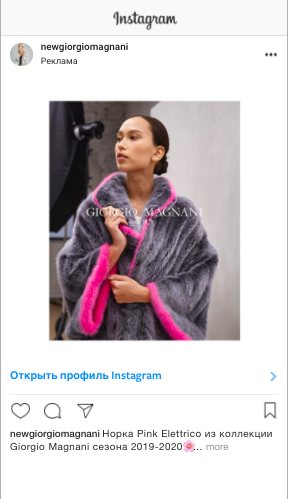 Instagram
newgiorgiomagnani
Реклама
GIORGIO MAGNANI
Открыть профиль Instagram
newgiorgiomagnani Норка Pink Elettrico из коллекции
Giorgio Magnani сезона 2019-2020🌸... more